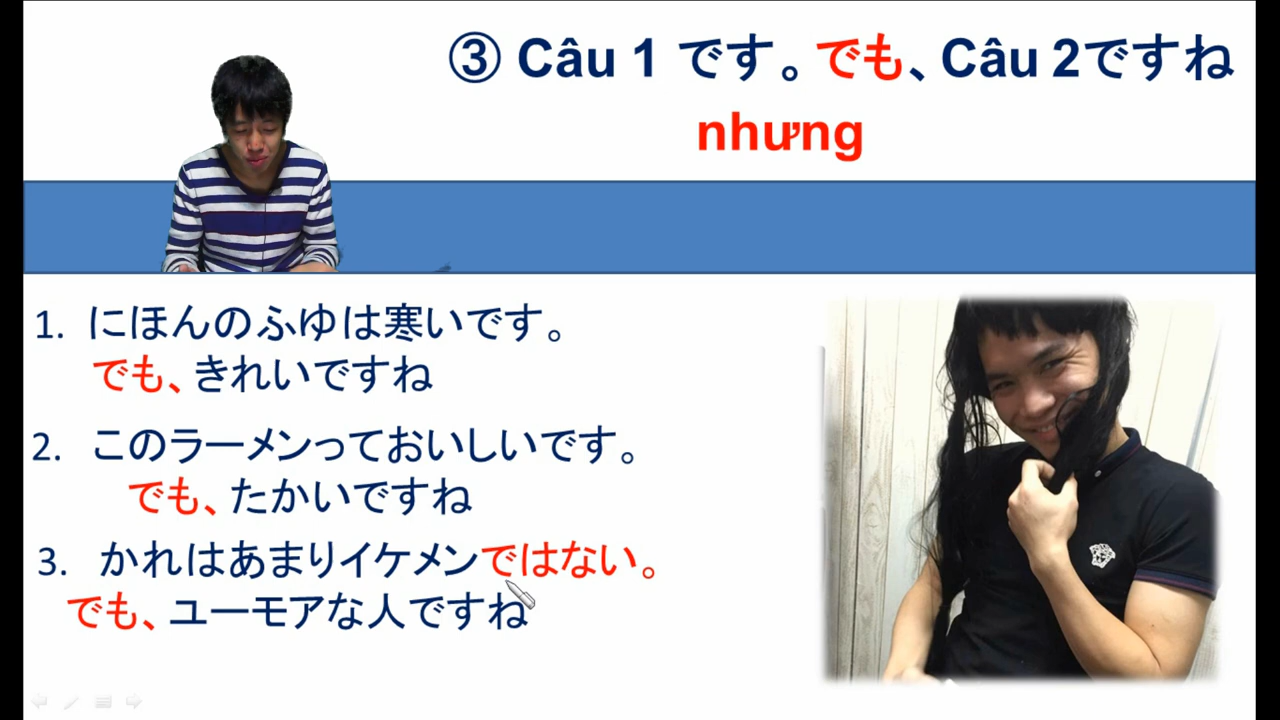 ③ Câu 1 です。でも、Câu 2ですね
nhưng
1. にほんのふゆは寒いです。
でも、きれいですね
2. このラーメンっておいしいです。
でも、たかいですね
3. かれはあまりイケメンではない。
でも、ユーモアな人ですね